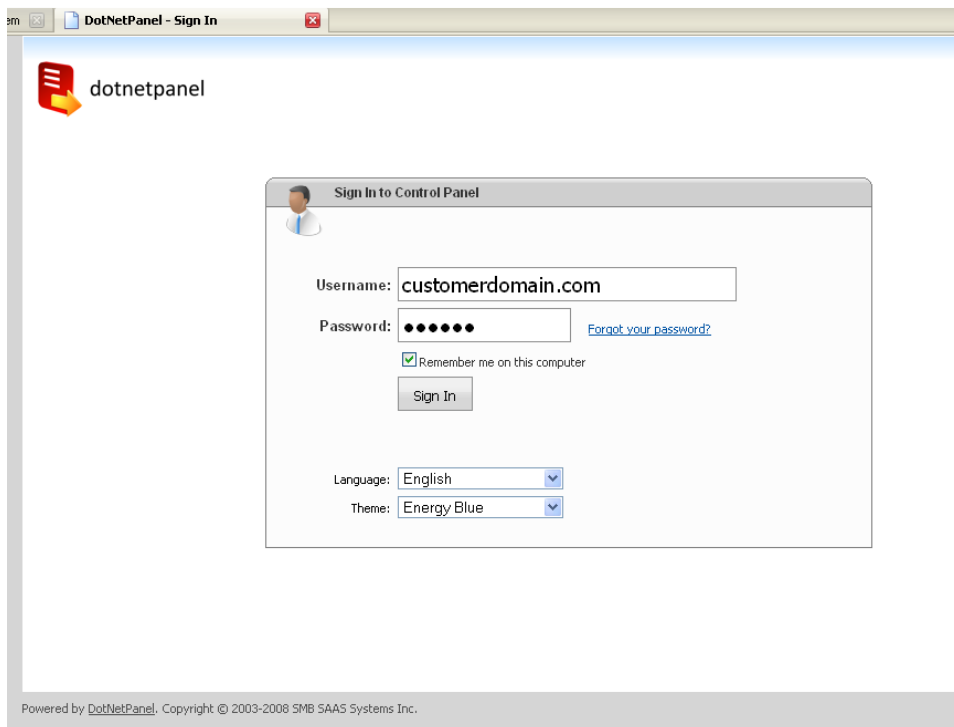 em
DotNetPanel - Sign In
dotnetpanel
Sign In to Control Panel
Username: customerdomain.com
Password: ●●●●●●
Forgot your password?
Remember me on this computer
Sign In
Language: English
Theme: Energy Blue
Powered by DotNetPanel. Copyright © 2003-2008 SMB SAAS Systems Inc.